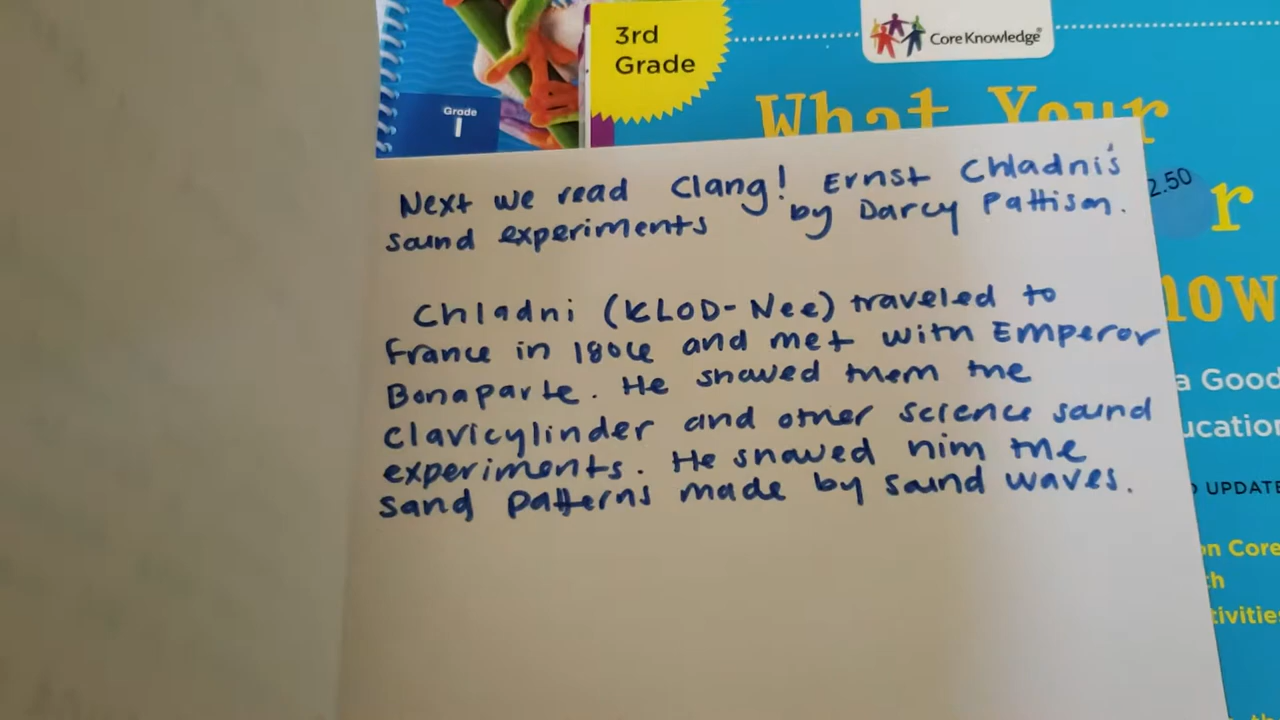 3rd
Grade
Grade
1
CoreKnowledge
What Your
2.50
r
now
a Good
ucation
D UPDATE
on Core
th
tivities
Next we read Clang! Ernst Chladni's
sound experiments by Darcy Pattison.
Chladni (KLOD-Nee) traveled to
France in 1806 and met with Emperor
Bonaparte. He showed them the
clavicylinder and other science sound
experiments. He showed him the
sand patterns made by sound waves.